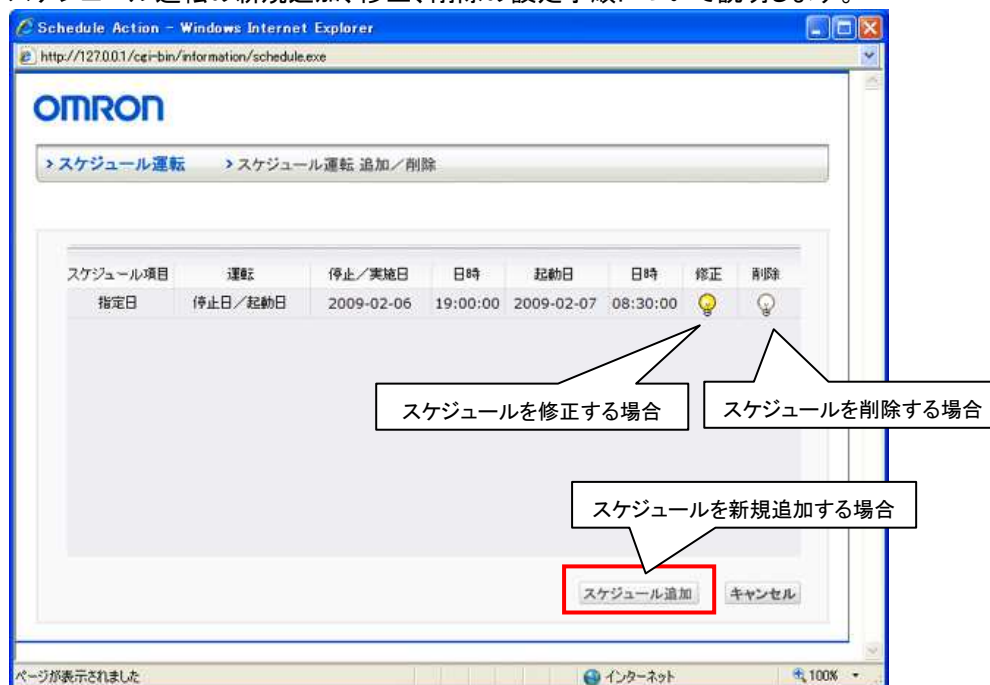 スケジュール運転の新規追加、修正、削除の設定手順について説明します。
Schedule Action - Windows Internet Explorer
http://127.0.0.1/cgi-bin/information/schedule.exe
OMRON
>スケジュール運転 >スケジュール運転 追加／削除
スケジュール項目 運転 停止／実施日 日時 起動日 日時 修正 削除
指定日 停止日／起動日 2009-02-06 19:00:00 2009-02-07 08:30:00
スケジュールを修正する場合 スケジュールを削除する場合
スケジュールを新規追加する場合
スケジュール追加 キャンセル
ページが表示されました インターネット 100%